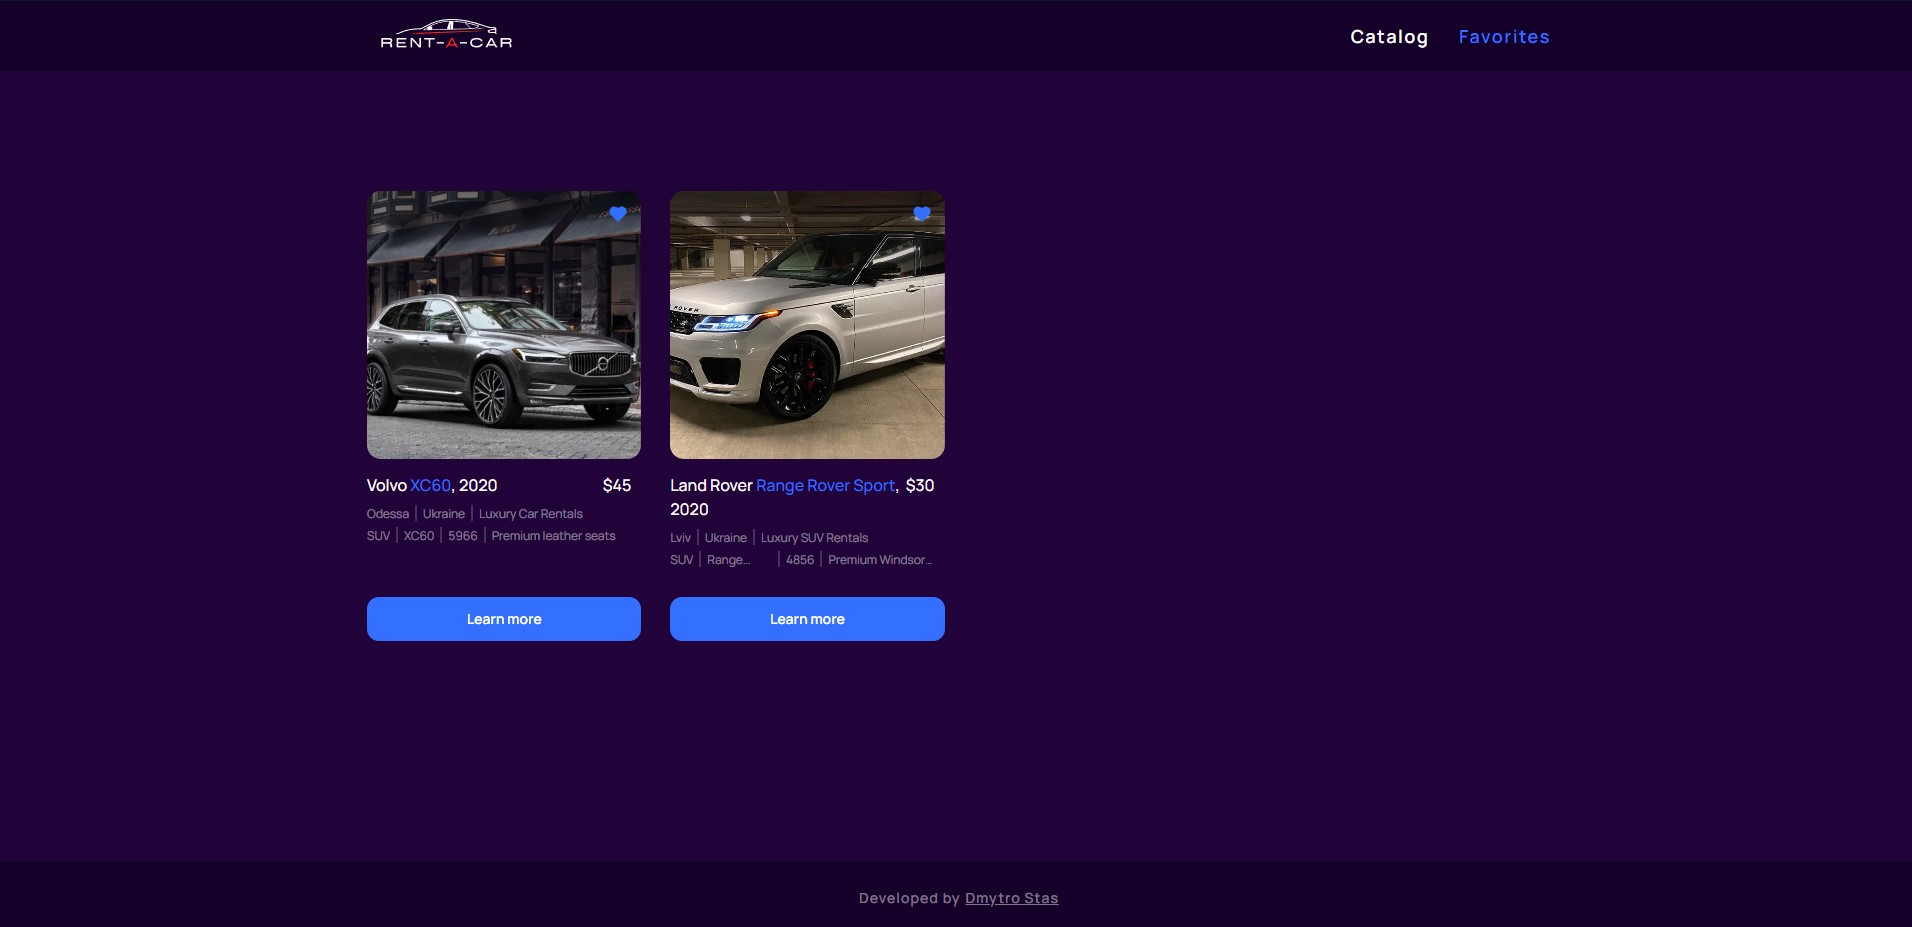 RENT-A-CAR
Catalog Favorites
Volvo XC60, 2020 $45
Odessa | Ukraine | Luxury Car Rentals
SUV | XC60 | 5966 | Premium leather seats
Learn more
ROVER
Land Rover Range Rover Sport, $30
2020
Lviv | Ukraine | Luxury SUV Rentals
SUV | Range... | 4856 | Premium Windsor...
Learn more
Developed by Dmytro Stas